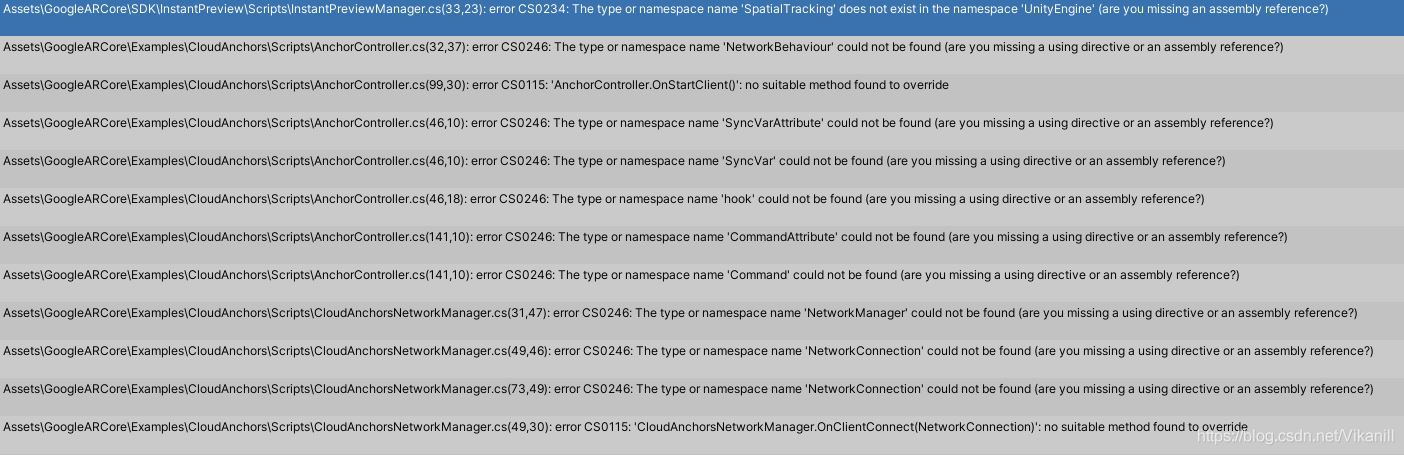 Assets\GoogleARCore\SDK\InstantPreview\Scripts\InstantPreviewManager.cs(33,23): error CS0234: The type or namespace name 'SpatialTracking' does not exist in the namespace 'UnityEngine' (are you missing an assembly reference?)
Assets\GoogleARCore\Examples\CloudAnchors\Scripts\AnchorController.cs(32,37): error CS0246: The type or namespace name 'NetworkBehaviour' could not be found (are you missing a using directive or an assembly reference?)
Assets\GoogleARCore\Examples\CloudAnchors\Scripts\AnchorController.cs(99,30): error CS0115: 'AnchorController.OnStartClient()': no suitable method found to override
Assets\GoogleARCore\Examples\CloudAnchors\Scripts\AnchorController.cs(46,10): error CS0246: The type or namespace name 'SyncVarAttribute' could not be found (are you missing a using directive or an assembly reference?)
Assets\GoogleARCore\Examples\CloudAnchors\Scripts\AnchorController.cs(46,10): error CS0246: The type or namespace name 'SyncVar' could not be found (are you missing a using directive or an assembly reference?)
Assets\GoogleARCore\Examples\CloudAnchors\Scripts\AnchorController.cs(46,18): error CS0246: The type or namespace name 'hook' could not be found (are you missing a using directive or an assembly reference?)
Assets\GoogleARCore\Examples\CloudAnchors\Scripts\AnchorController.cs(141,10): error CS0246: The type or namespace name 'CommandAttribute' could not be found (are you missing a using directive or an assembly reference?)
Assets\GoogleARCore\Examples\CloudAnchors\Scripts\AnchorController.cs(141,10): error CS0246: The type or namespace name 'Command' could not be found (are you missing a using directive or an assembly reference?)
Assets\GoogleARCore\Examples\CloudAnchors\Scripts\CloudAnchorsNetworkManager.cs(31,47): error CS0246: The type or namespace name 'NetworkManager' could not be found (are you missing a using directive or an assembly reference?)
Assets\GoogleARCore\Examples\CloudAnchors\Scripts\CloudAnchorsNetworkManager.cs(49,46): error CS0246: The type or namespace name 'NetworkConnection' could not be found (are you missing a using directive or an assembly reference?)
Assets\GoogleARCore\Examples\CloudAnchors\Scripts\CloudAnchorsNetworkManager.cs(73,49): error CS0246: The type or namespace name 'NetworkConnection' could not be found (are you missing a using directive or an assembly reference?)
Assets\GoogleARCore\Examples\CloudAnchors\Scripts\CloudAnchorsNetworkManager.cs(49,30): error CS0115: 'CloudAnchorsNetworkManager.OnClientConnect(NetworkConnection)': no suitable method found to override
https://blog.csdn.net/Vikanill